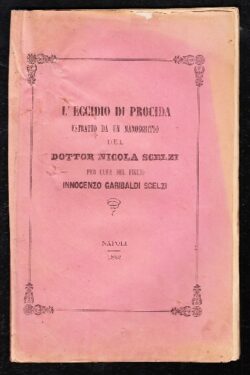 L'ECCIDIO DI PROCIDA
ESTRATTO DA UN MANOSCRITTO
DEL
DOTTOR NICOLA SCELZI
PER CURA DEL FIGLIO
INNOCENZO GARIBALDI SCELZI
NAPOLI